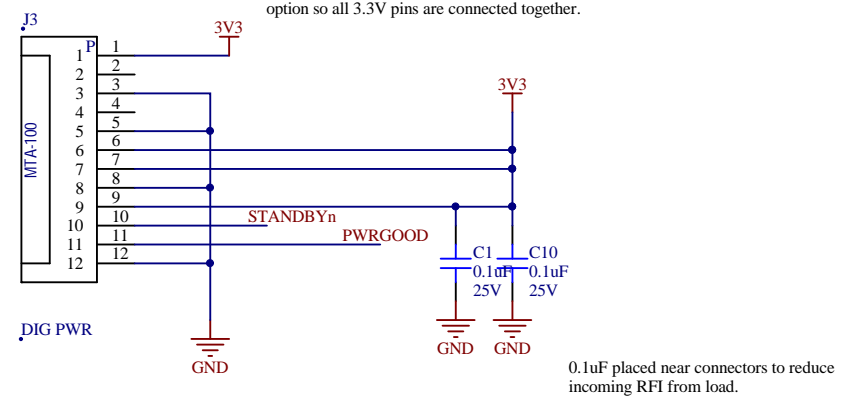 option so all 3.3V pins are connected together.
J3
3V3
P
1 1
2 2
3 3
4 4
5 5
6 6
7 7
8 8
9 9
10 10
11 11
12 12
MTA-100
3V3
STANDBYn
PWRGOOD
C1
0.1uF
25V
C10
0.1uF
25V
DIG PWR
GND
GND
GND
0.1uF placed near connectors to reduce
incoming RFI from load.